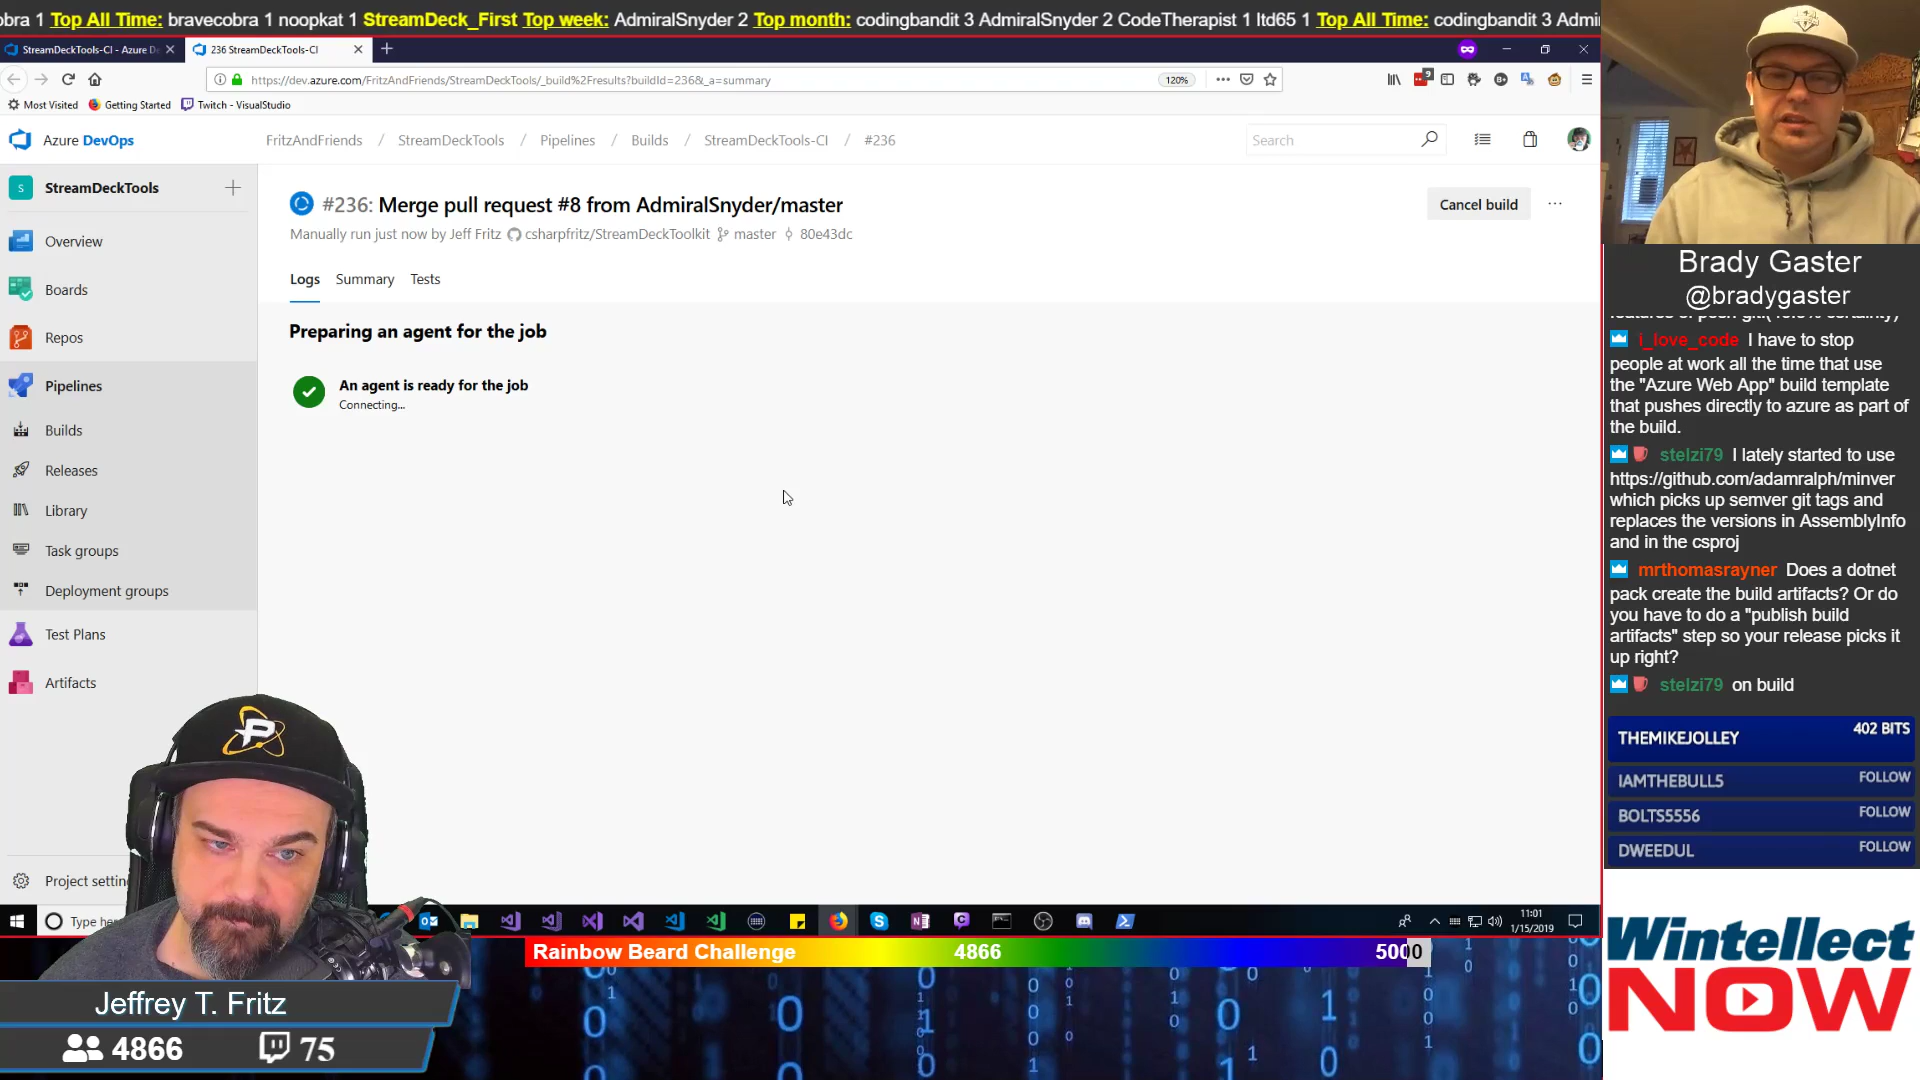 obra 1 Top All Time: bravecobra 1 noopkat 1 StreamDeck_First Top week: AdmiralSnyder 2 Top month: codingbandit 3 AdmiralSnyder 2 CodeTherapist 1 ltd65 1 Top All Time: codingbandit 3 Admi
StreamDeckTools-CI - Azure De
236 StreamDeckTools-CI
https://dev.azure.com/FritzAndFriends/StreamDeckTools/_build%2Fresults?buildId=236&_a=summary
120%
9
Most Visited
Getting Started
Twitch - VisualStudio
Azure DevOps
FritzAndFriends / StreamDeckTools / Pipelines / Builds / StreamDeckTools-CI / #236
Search
S StreamDeckTools
Overview
Boards
Repos
Pipelines
Builds
Releases
Library
Task groups
Deployment groups
Test Plans
Artifacts
#236: Merge pull request #8 from AdmiralSnyder/master
Cancel build
Manually run just now by Jeff Fritz csharpfritz/StreamDeckToolkit master 80e43dc
Logs Summary Tests
Preparing an agent for the job
An agent is ready for the job
Connecting...
Brady Gaster
@bradygaster
i_love_code I have to stop
people at work all the time that use
the "Azure Web App" build template
that pushes directly to azure as part of
the build.
stelzi79 I lately started to use
https://github.com/adamralph/minver
which picks up semver git tags and
replaces the versions in AssemblyInfo
and in the csproj
mrthomasrayner Does a dotnet
pack create the build artifacts? Or do
you have to do a "publish build
artifacts" step so your release picks it
up right?
stelzi79 on build
THEMIKEJOLLEY 402 BITS
IAMTHEBULL5 FOLLOW
BOLTS5556 FOLLOW
DWEEDUL FOLLOW
Project settin
Type he
11:01
1/15/2019
Rainbow Beard Challenge 4866 5000
Jeffrey T. Fritz
4866 75
Wintellect
NOW